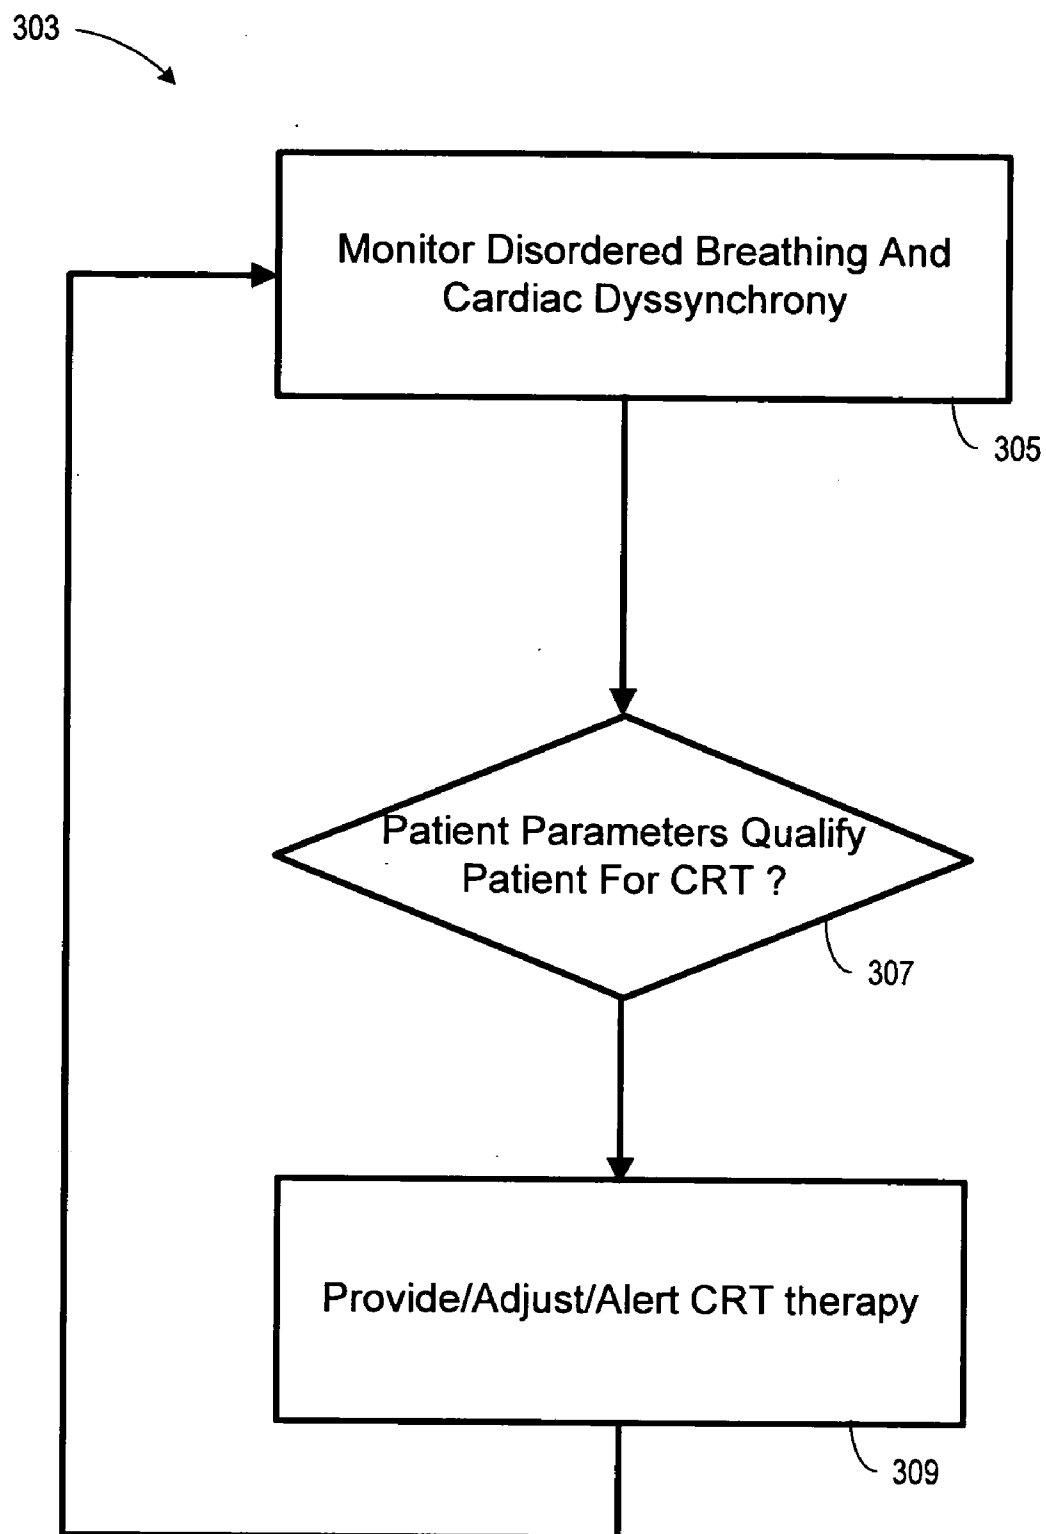 303
Monitor Disordered Breathing And
Cardiac Dyssynchrony
305
Patient Parameters Qualify
Patient For CRT ?
307
Provide/Adjust/Alert CRT therapy
309